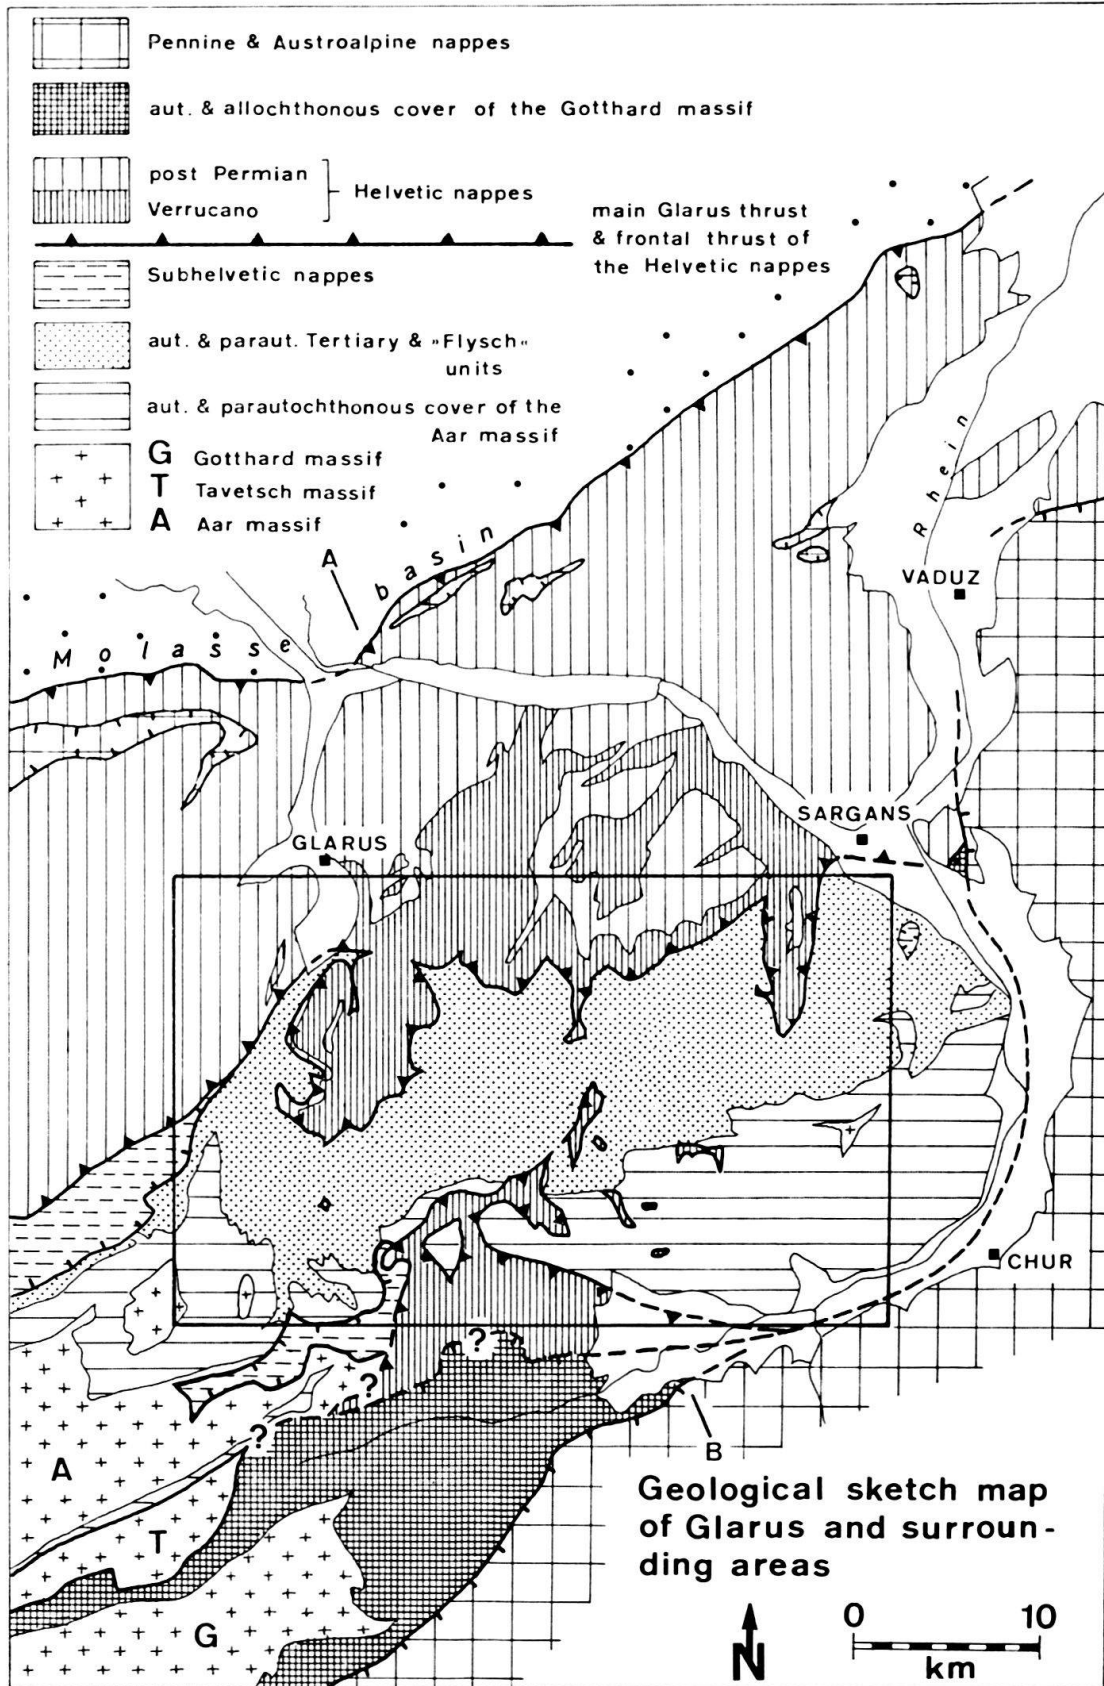 Pennine & Austroalpine nappes
aut. & allochthonous cover of the Gotthard massif
post Permian
Verrucano
Helvetic nappes
main Glarus thrust
& frontal thrust of
the Helvetic nappes
Subhelvetic nappes
aut. & paraut. Tertiary & »Flysch«
units
aut. & parautochthonous cover of the
Aar massif
G Gotthard massif
T Tavetsch massif
A Aar massif
A
Molasse basin
Rhein
VADUZ
SARGANS
GLARUS
CHUR
?
?
?
A
B
T
G
Geological sketch map
of Glarus and surroun-
ding areas
N
0 10
km